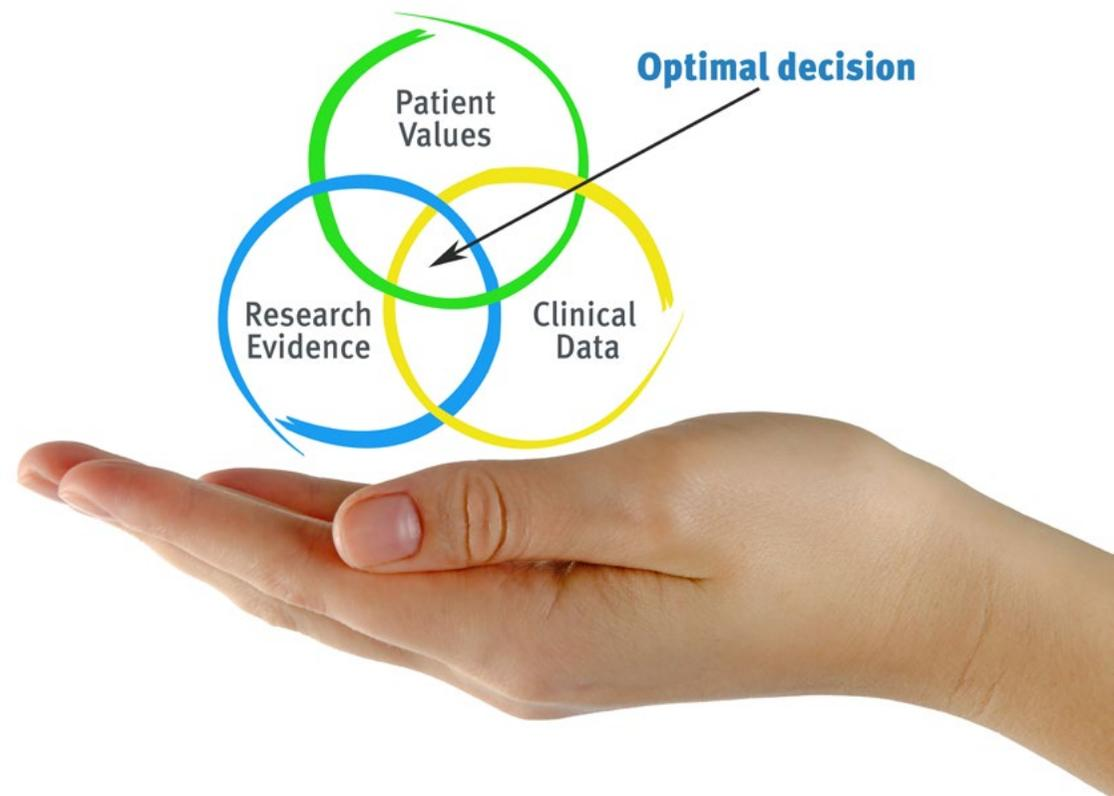 Optimal decision
Patient
Values
Research
Evidence
Clinical
Data